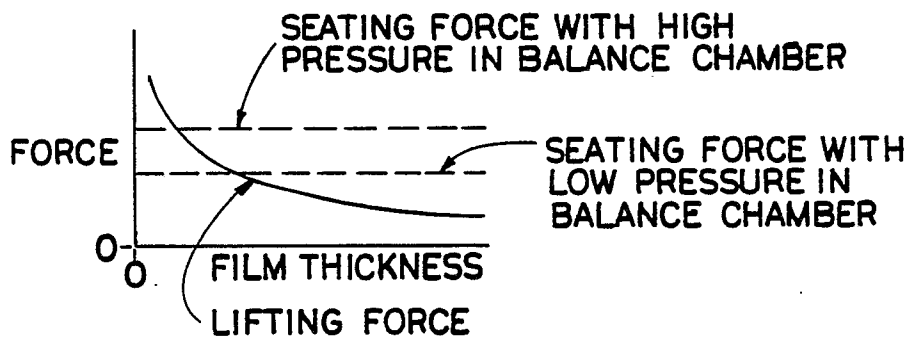 SEATING FORCE WITH HIGH
PRESSURE IN BALANCE CHAMBER
FORCE
SEATING FORCE WITH
LOW PRESSURE IN
BALANCE CHAMBER
0
0
FILM THICKNESS
LIFTING FORCE